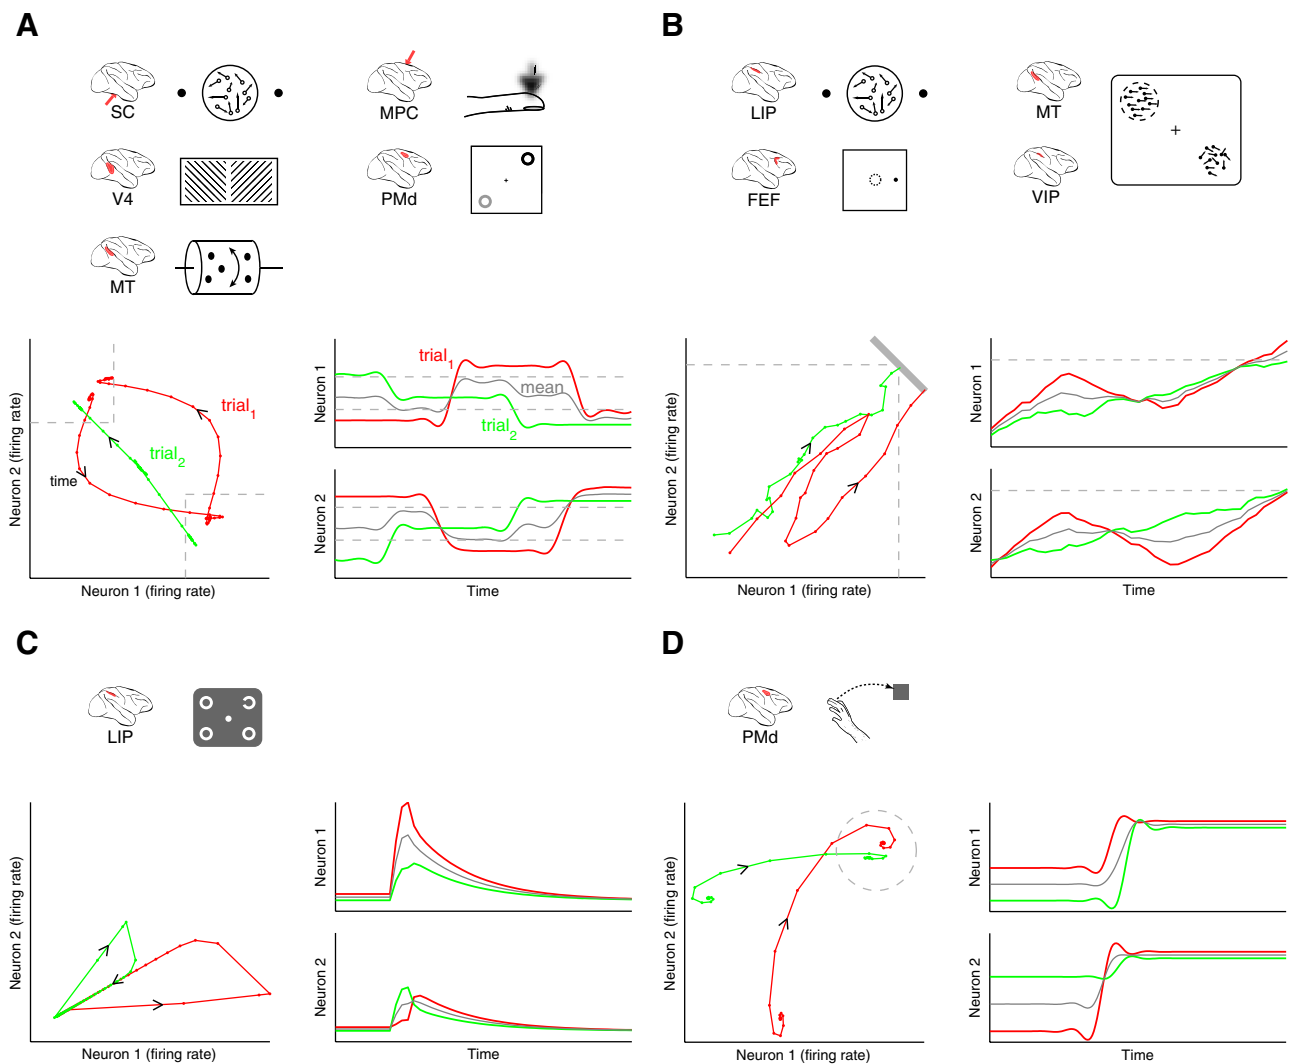 A
SC
MPC
V4
PMd
MT
Neuron 2 (firing rate)
trial1
trial2
time
Neuron 1 (firing rate)
Neuron 1
trial1
mean
trial2
Neuron 2
Time
B
LIP
MT
FEF
VIP
Neuron 2 (firing rate)
Neuron 1 (firing rate)
Neuron 1
Neuron 2
Time
C
LIP
Neuron 2 (firing rate)
Neuron 1 (firing rate)
Neuron 1
Neuron 2
Time
D
PMd
Neuron 2 (firing rate)
Neuron 1 (firing rate)
Neuron 1
Neuron 2
Time